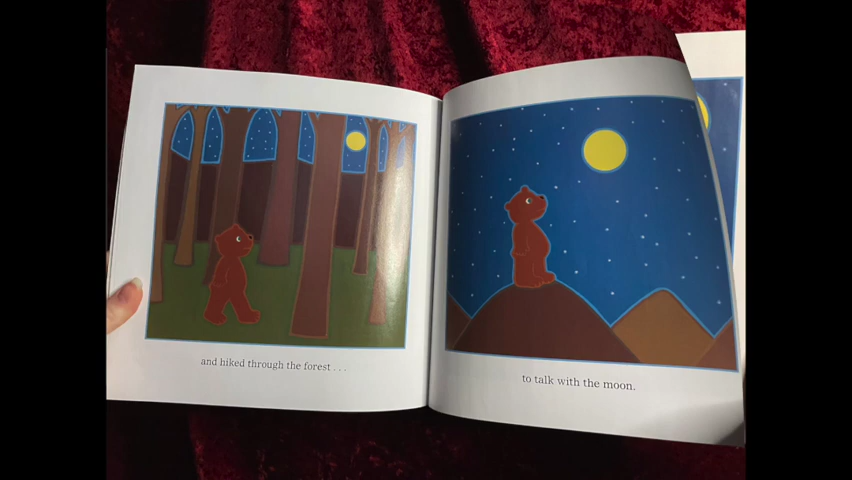 and hiked through the forest . . .
to talk with the moon.